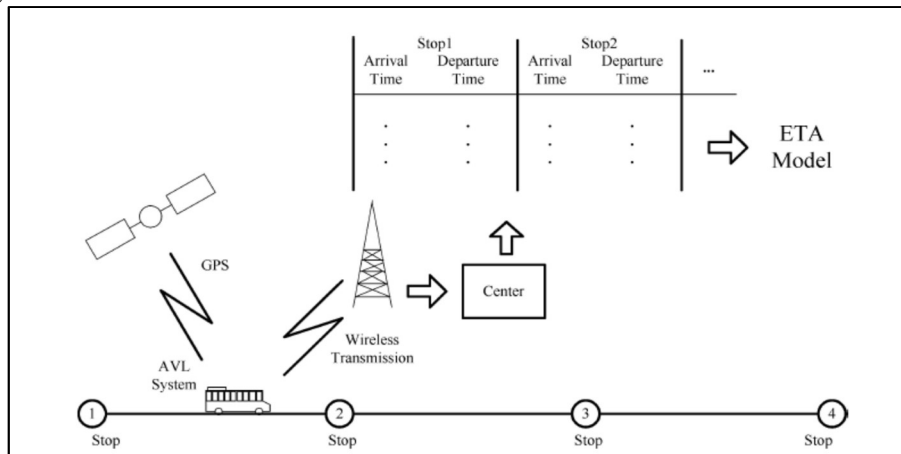 Stop1
Stop2
Arrival Time
Departure Time
Arrival Time
Departure Time
...
ETA
Model
GPS
Center
Wireless
Transmission
AVL
System
1
2
3
4
Stop
Stop
Stop
Stop